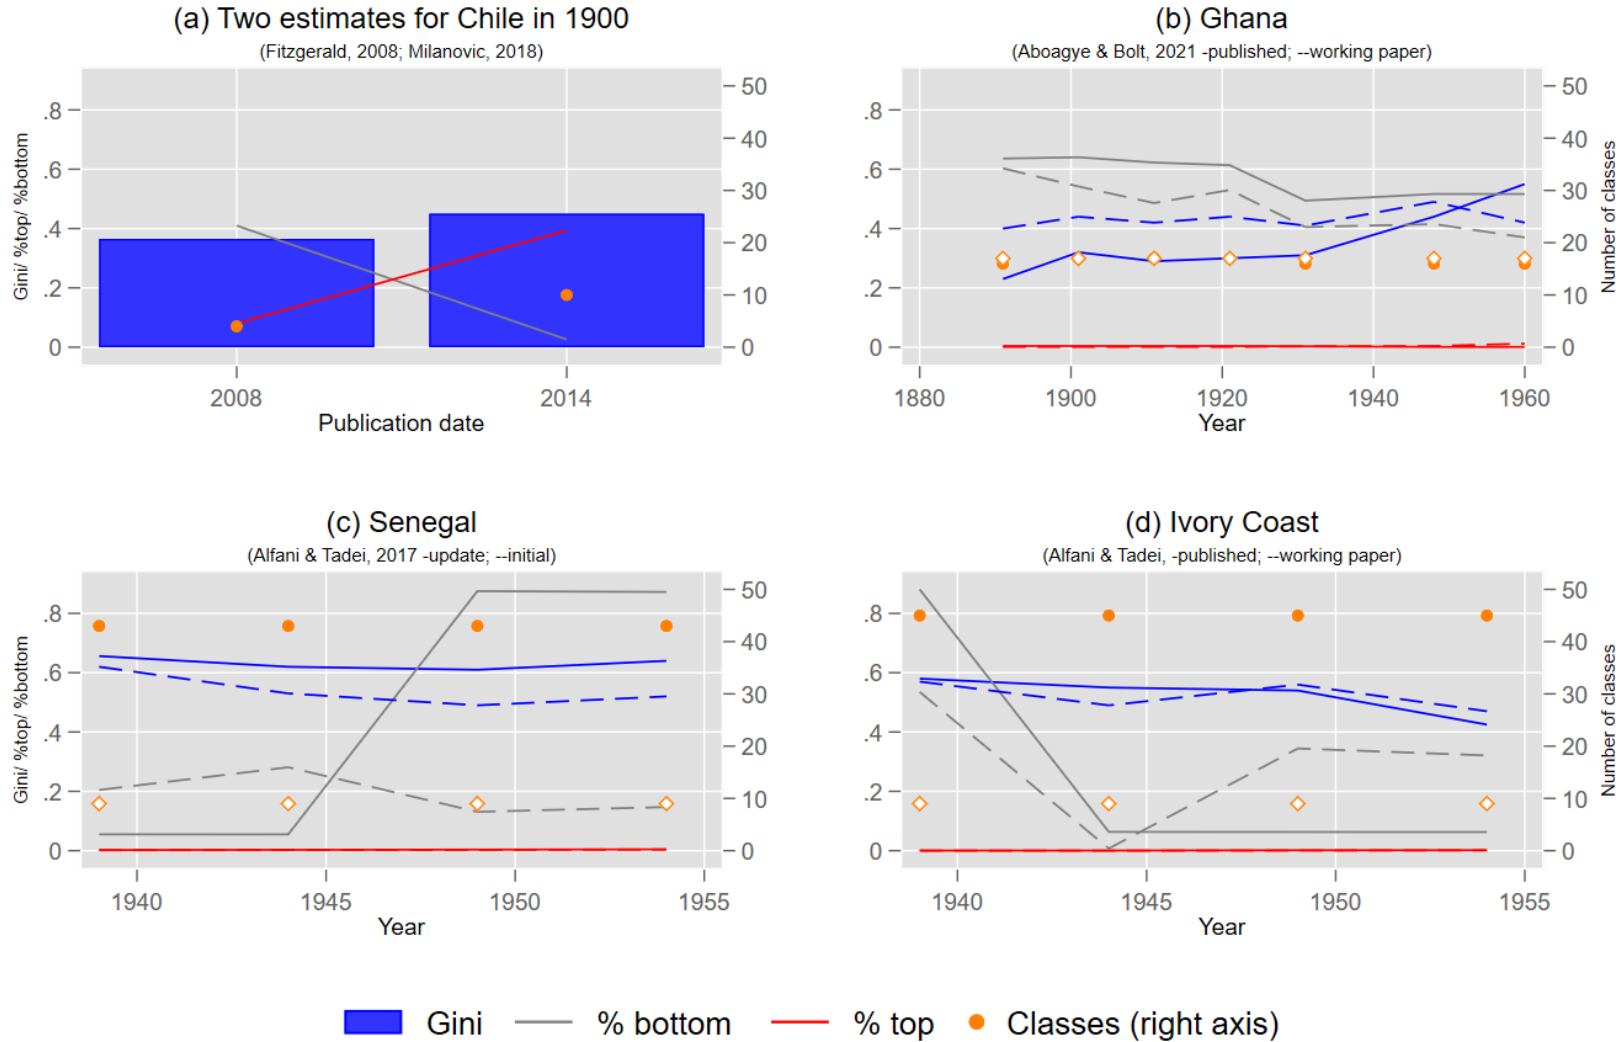 (a) Two estimates for Chile in 1900
(Fitzgerald, 2008; Milanovic, 2018)
Gini/ %top/ %bottom
.8
.6
.4
.2
0
50
40
30
20
10
0
2008
2014
Publication date
(b) Ghana
(Aboagye & Bolt, 2021 -published; --working paper)
.8
.6
.4
.2
0
50
40
30
20
10
0
Number of classes
1880
1900
1920
1940
1960
Year
(c) Senegal
(Alfani & Tadei, 2017 -update; --initial)
Gini/ %top/ %bottom
.8
.6
.4
.2
0
50
40
30
20
10
0
1940
1945
1950
1955
Year
(d) Ivory Coast
(Alfani & Tadei, -published; --working paper)
.8
.6
.4
.2
0
50
40
30
20
10
0
Number of classes
1940
1945
1950
1955
Year
Gini
% bottom
% top
Classes (right axis)